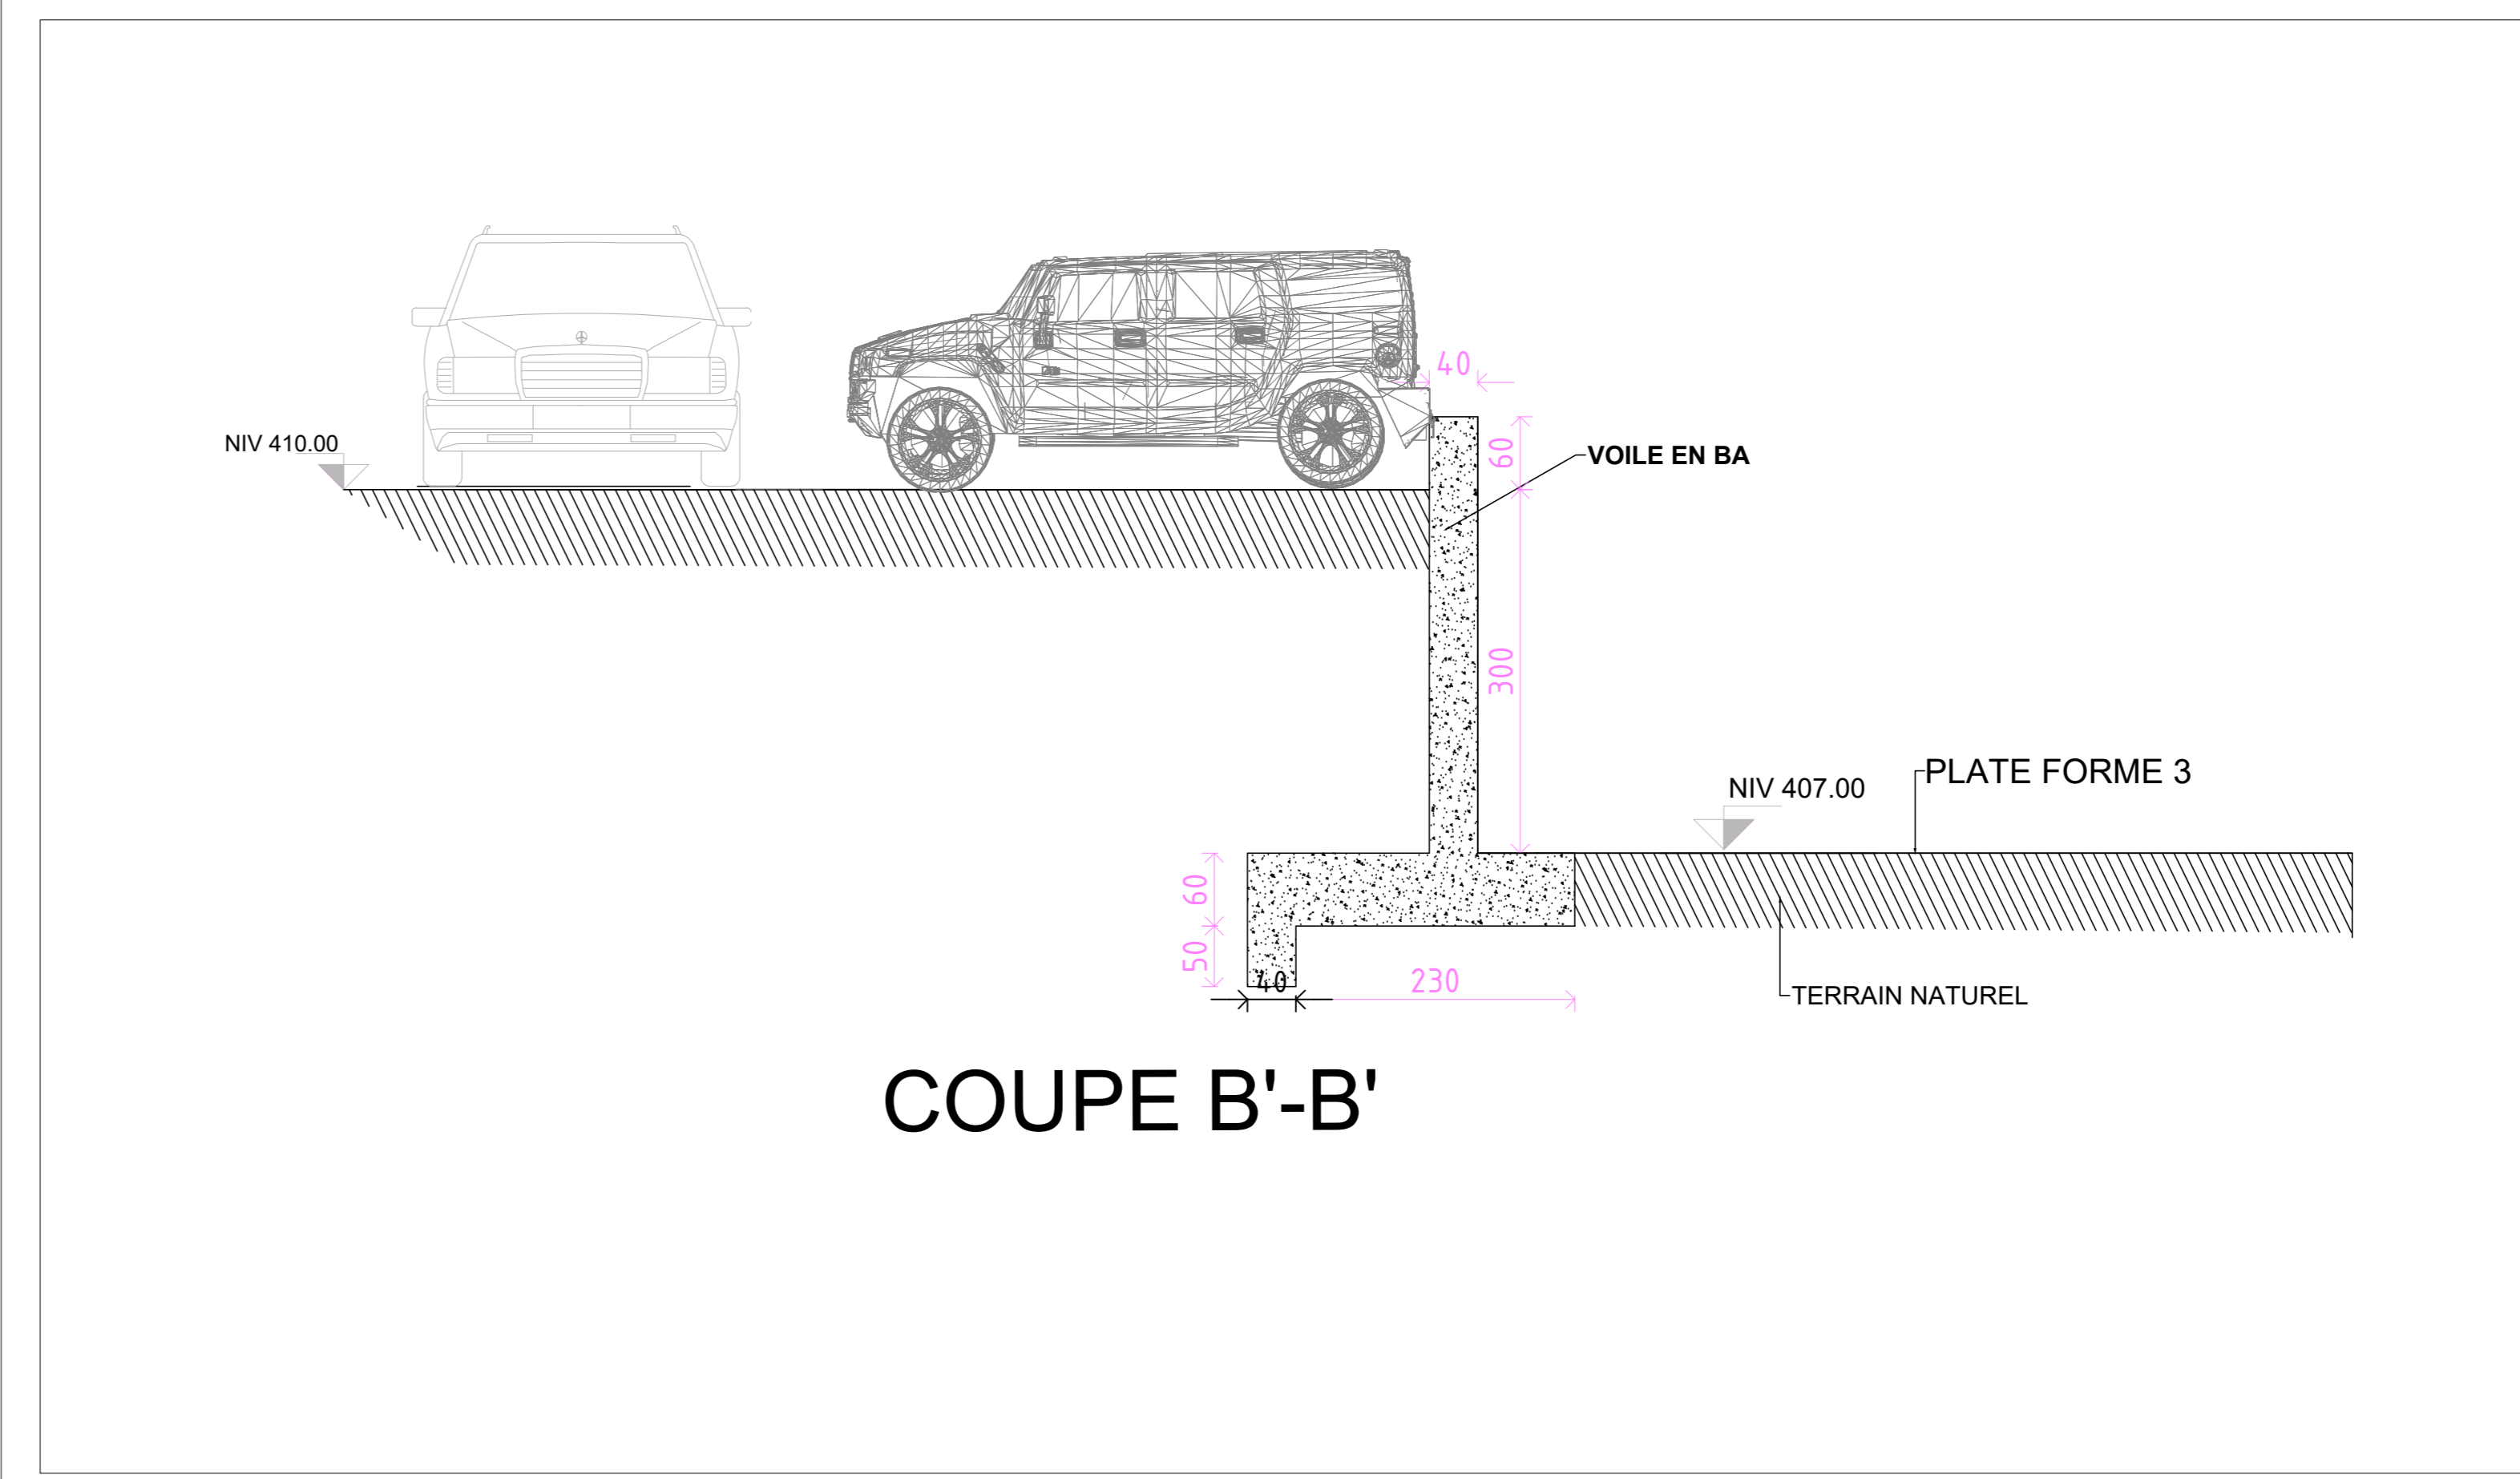 40
NIV 410.00
60
VOILE EN BA
300
PLATE FORME 3
NIV 407.00
60
50
40
230
TERRAIN NATUREL
COUPE B'-B'